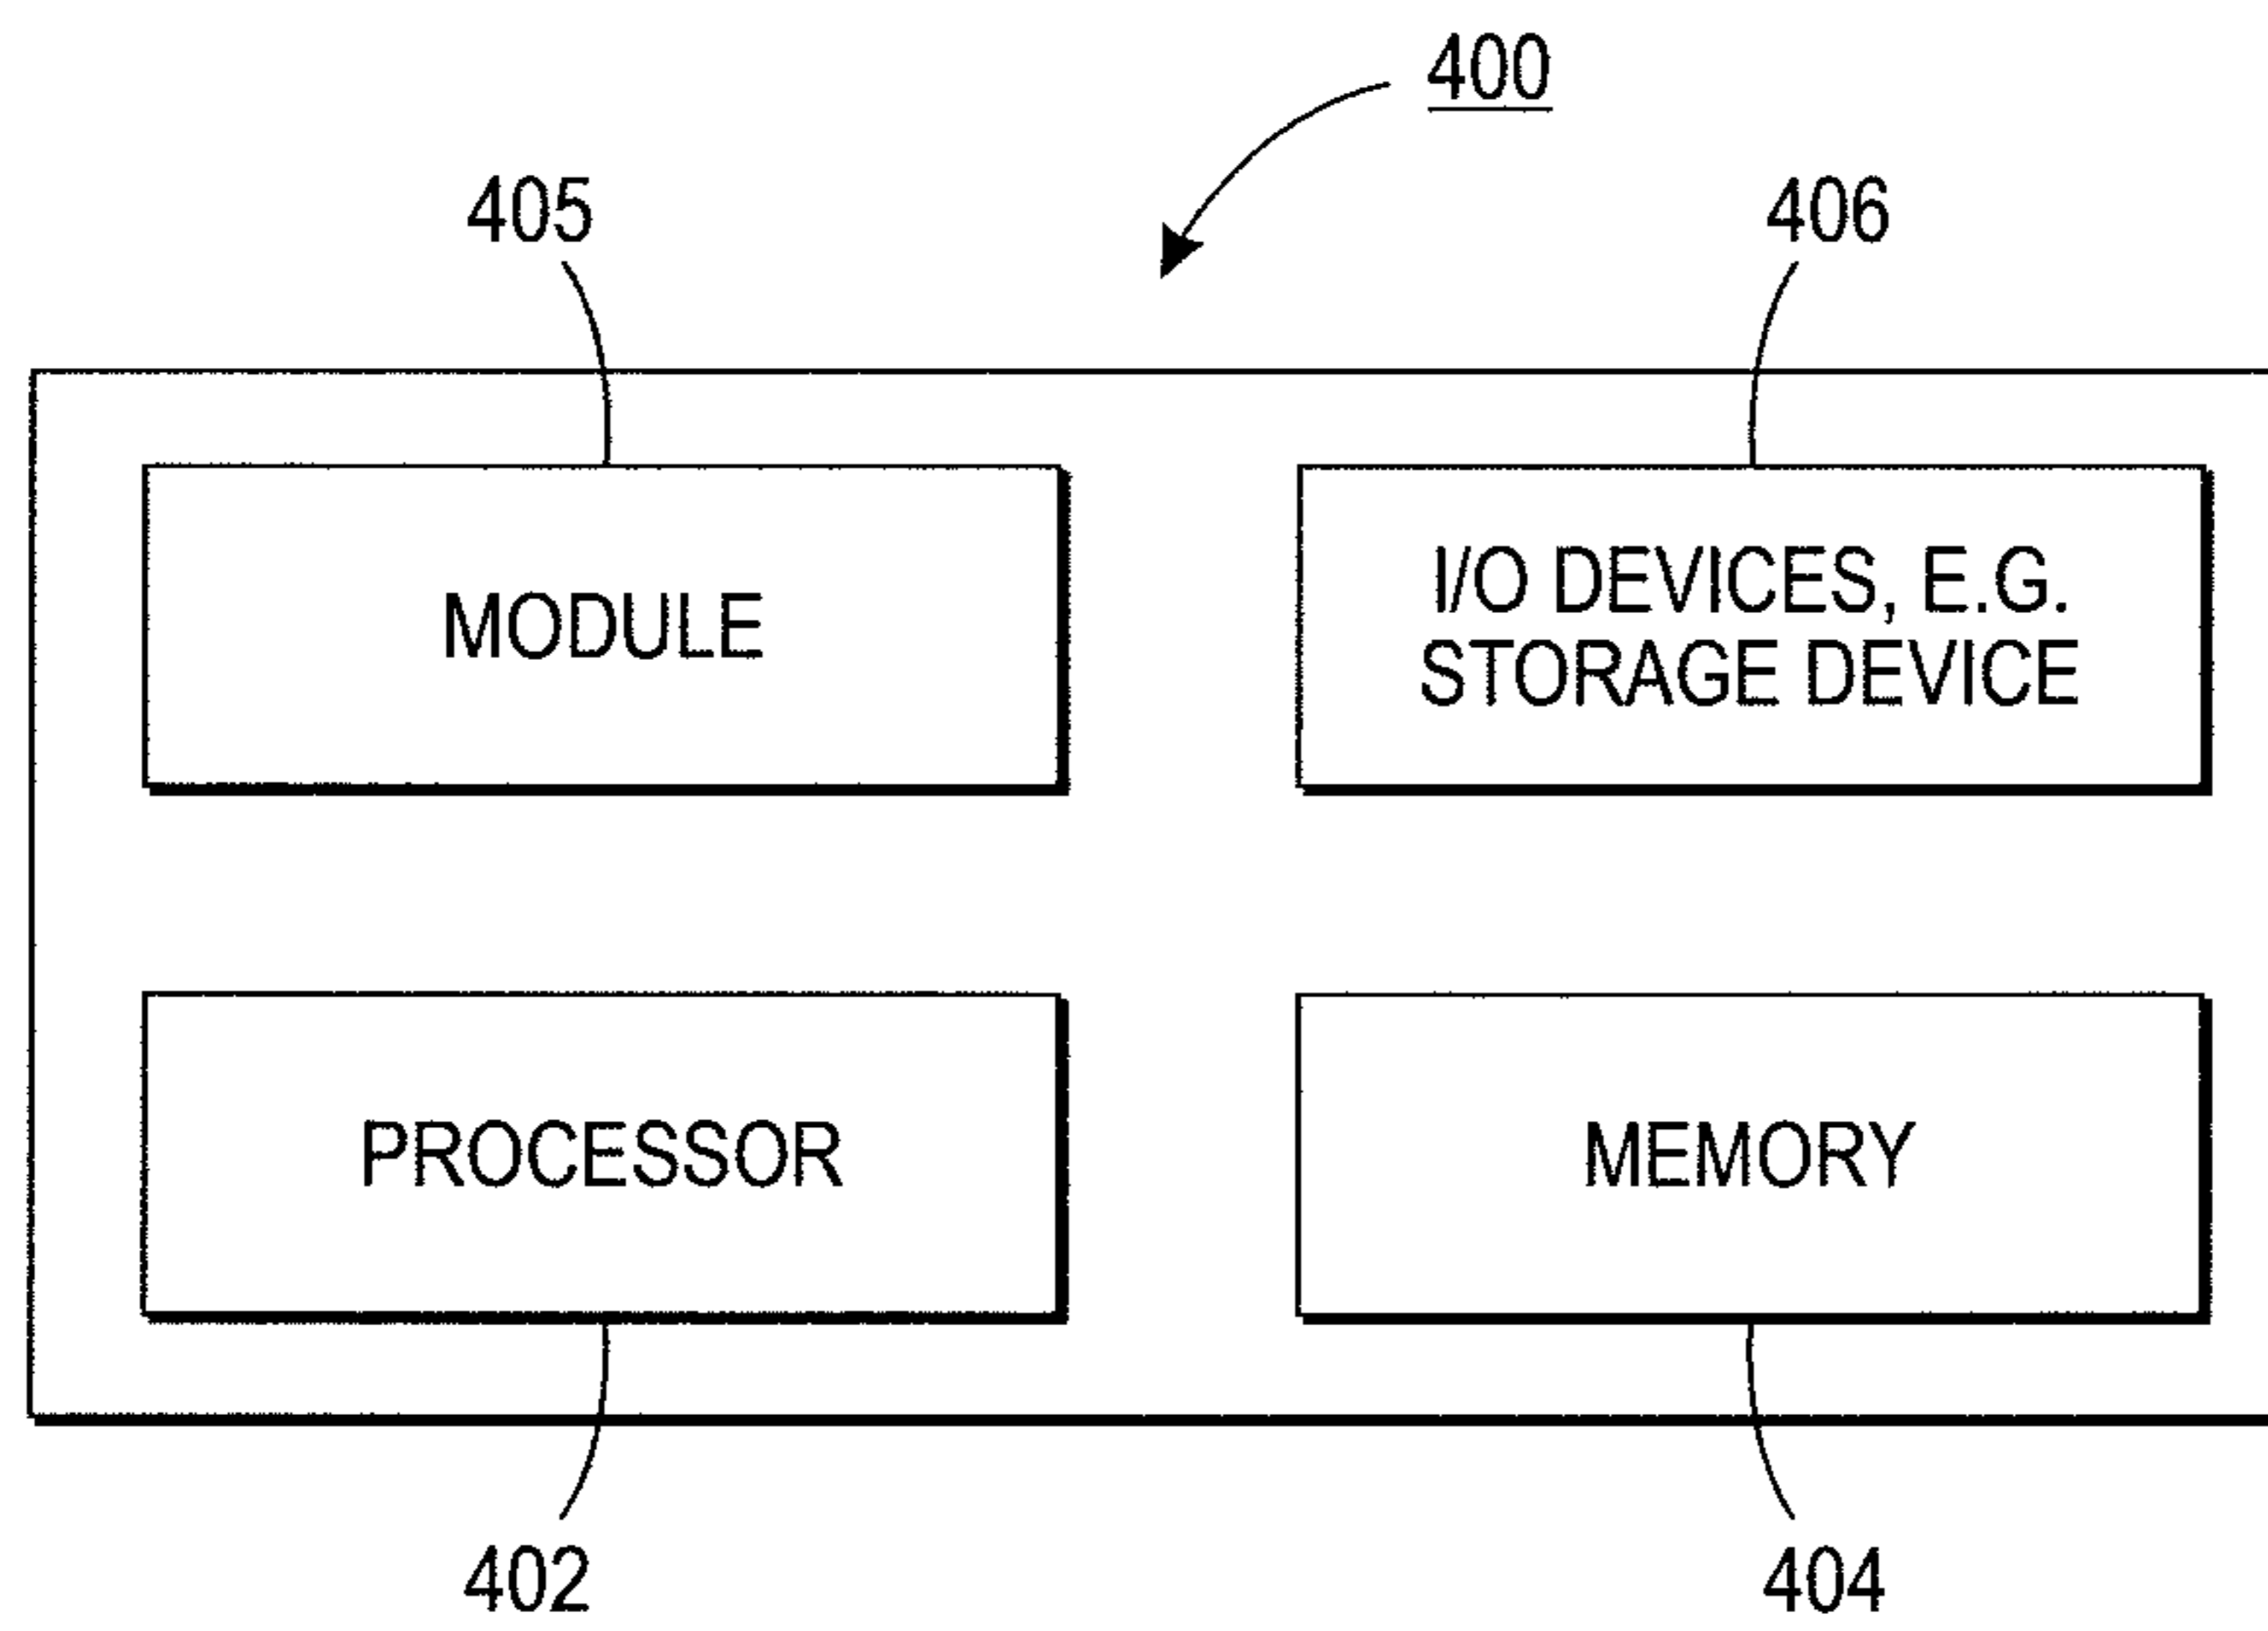 400
405
406
MODULE
I/O DEVICES, E.G.
STORAGE DEVICE
PROCESSOR
MEMORY
402
404